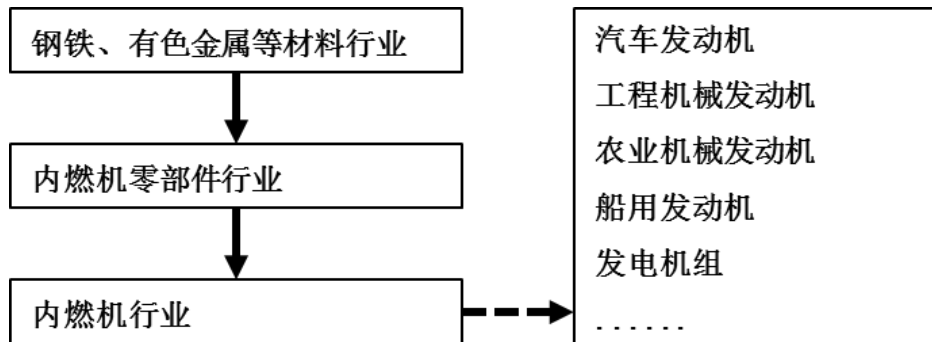 钢铁、有色金属等材料行业
内燃机零部件行业
内燃机行业
汽车发动机
工程机械发动机
农业机械发动机
船用发动机
发电机组
......